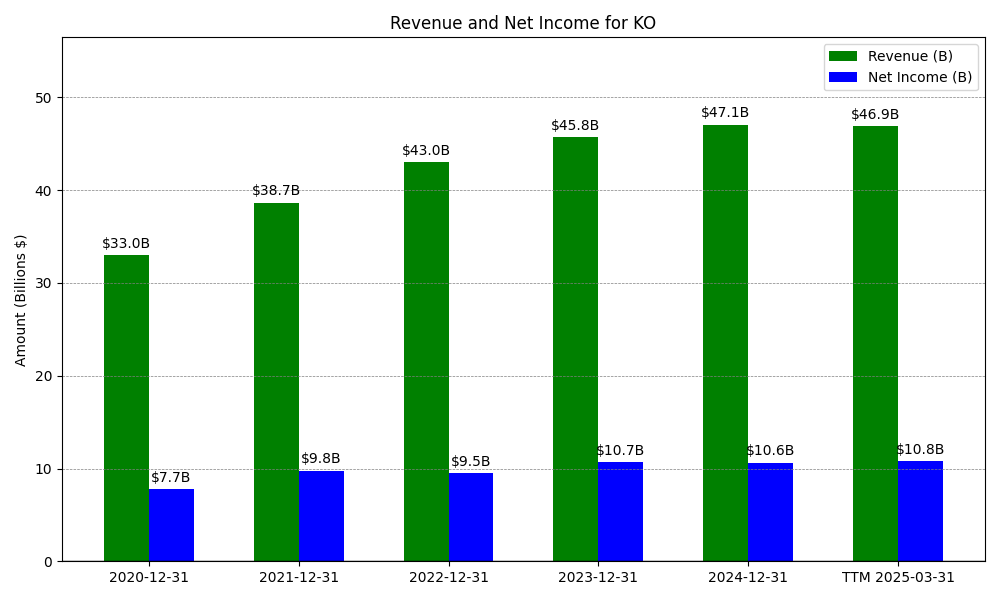 Revenue and Net Income for KO
Revenue (B)
Net Income (B)
Amount (Billions $)
50
40
30
20
10
0
$33.0B
$7.7B
$38.7B
$9.8B
$43.0B
$9.5B
$45.8B
$10.7B
$47.1B
$10.6B
$46.9B
$10.8B
2020-12-31
2021-12-31
2022-12-31
2023-12-31
2024-12-31
TTM 2025-03-31